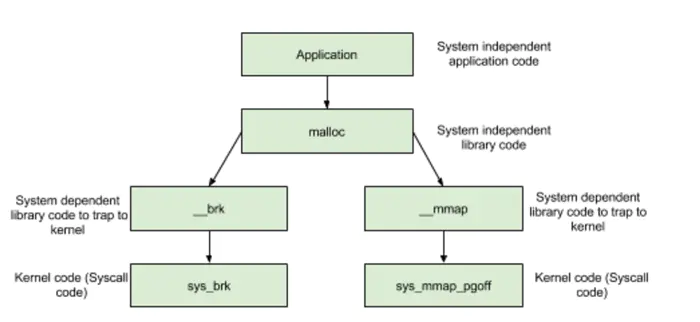 Application
System independent
application code
malloc
System independent
library code
System dependent
library code to trap to
kernel
__brk
__mmap
System dependent
library code to trap to
kernel
Kernel code (Syscall
code)
sys_brk
sys_mmap_pgoff
Kernel code (Syscall
code)